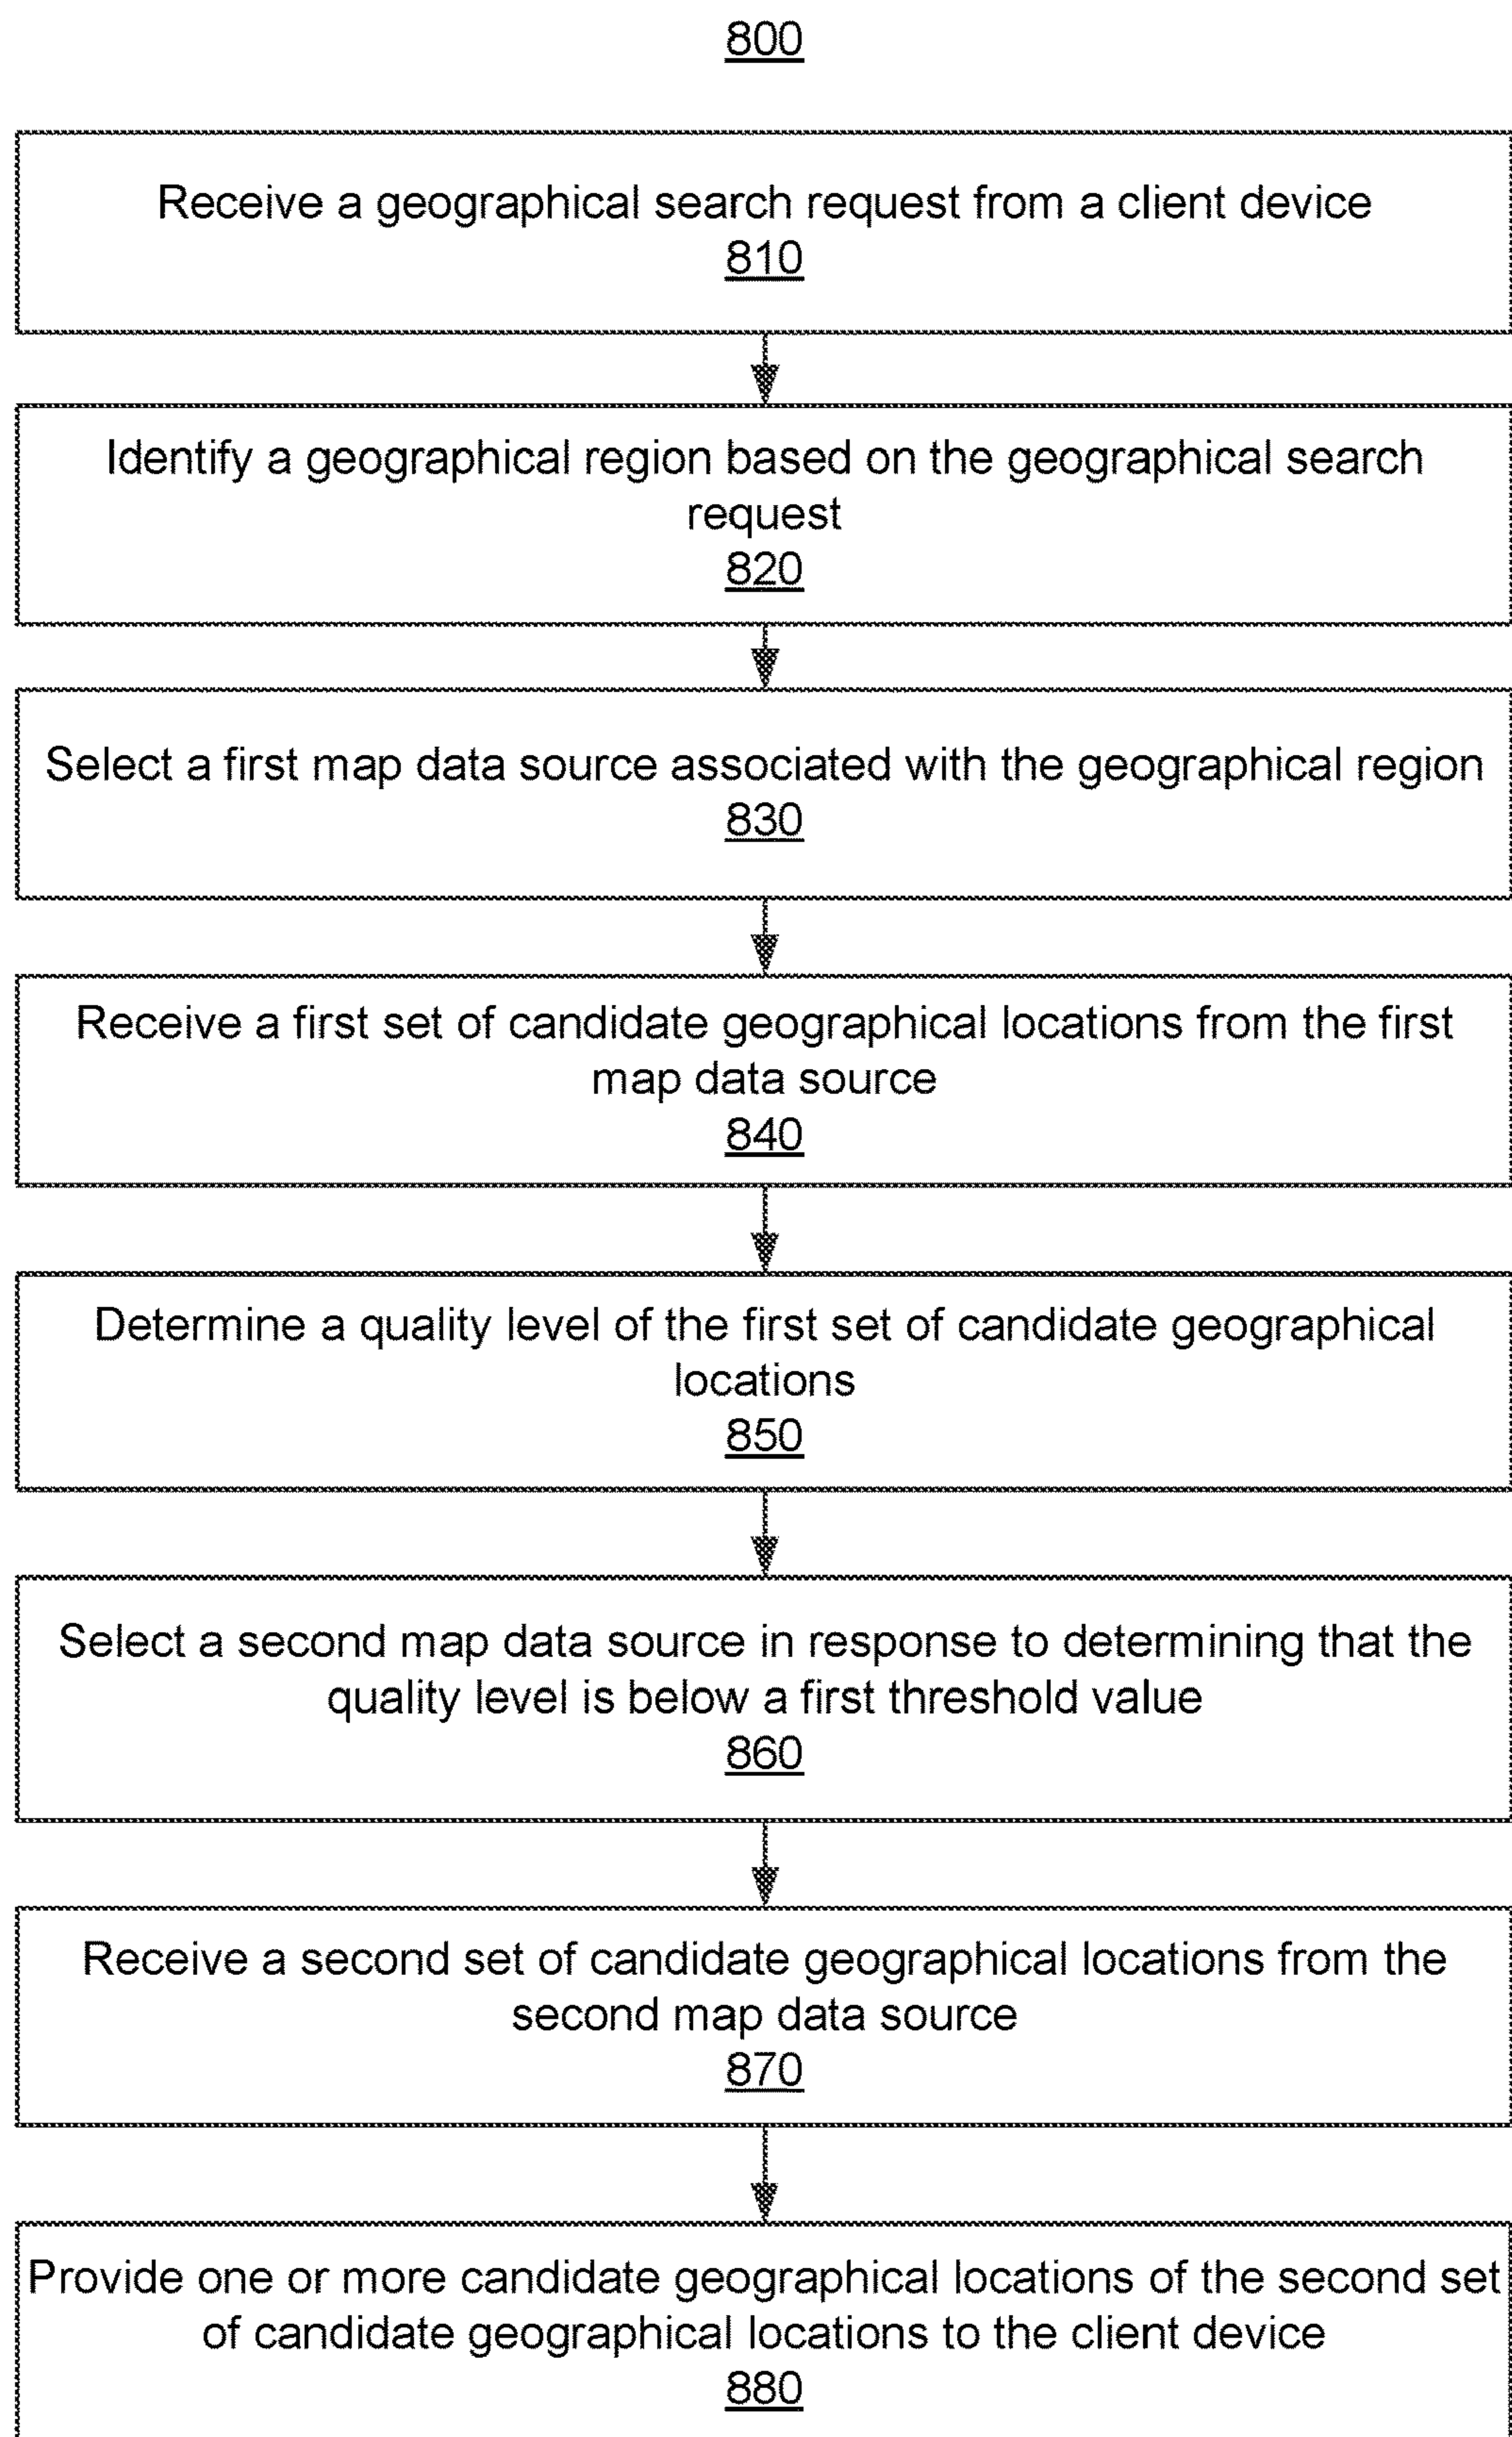 800
Receive a geographical search request from a client device
810
Identify a geographical region based on the geographical search
request
820
Select a first map data source associated with the geographical region
830
Receive a first set of candidate geographical locations from the first
map data source
840
Determine a quality level of the first set of candidate geographical
locations
850
Select a second map data source in response to determining that the
quality level is below a first threshold value
860
Receive a second set of candidate geographical locations from the
second map data source
870
Provide one or more candidate geographical locations of the second set
of candidate geographical locations to the client device
880